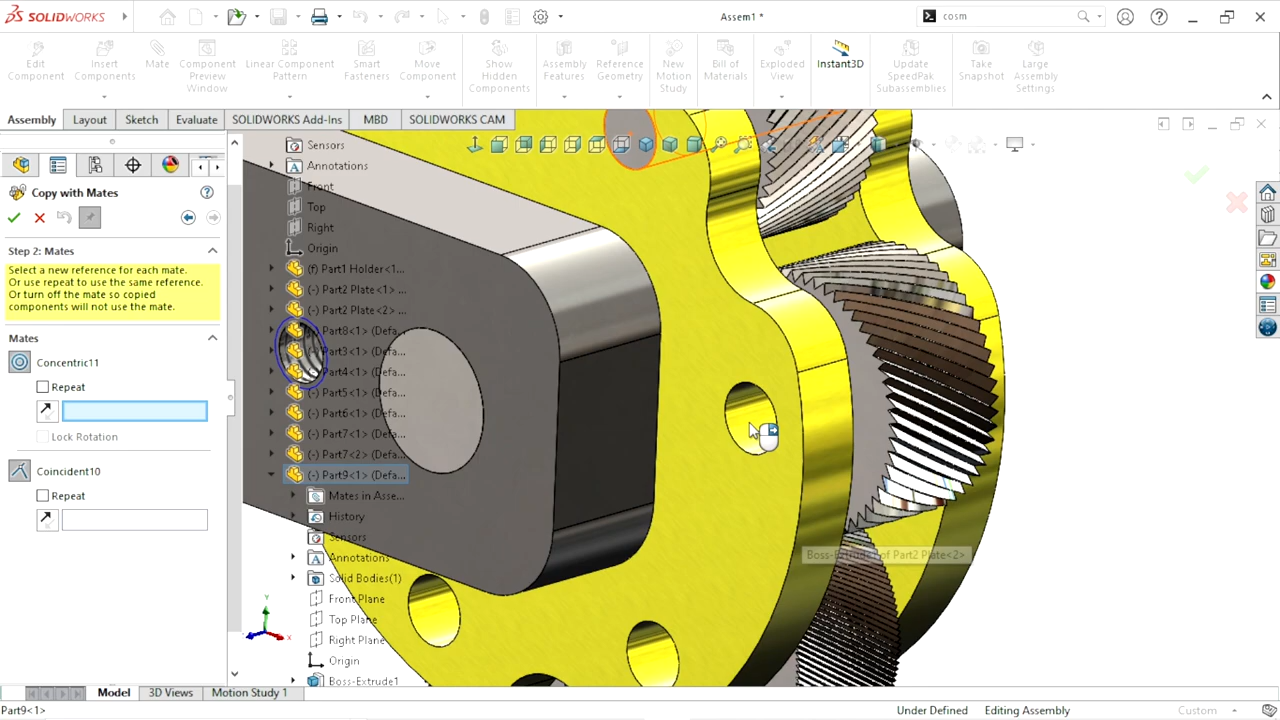 SOLIDWORKS
Assem1 *
cosm
Edit Component
Insert Components
Mate
Component Preview Window
Linear Component Pattern
Smart Fasteners
Move Component
Show Hidden Components
Assembly Features
Reference Geometry
New Motion Study
Bill of Materials
Exploded View
Instant3D
Update SpeedPak Subassemblies
Take Snapshot
Large Assembly Settings
Assembly
Layout
Sketch
Evaluate
SOLIDWORKS Add-Ins
MBD
SOLIDWORKS CAM
Copy with Mates
Step 2: Mates
Select a new reference for each mate.
Or use repeat to use the same reference.
Or turn off the mate so copied
components will not use the mate.
Mates
Concentric11
Repeat
Lock Rotation
Coincident10
Repeat
Sensors
Annotations
Front
Top
Right
Origin
(f) Part1 Holder<1...
(-) Part2 Plate<1> ...
(-) Part2 Plate<2> ...
(-) Part8<1> (Defa...
(-) Part3<1> (Defa...
(-) Part4<1> (Defa...
(-) Part5<1> (Defa...
(-) Part6<1> (Defa...
(-) Part7<1> (Defa...
(-) Part7<2> (Defa...
(-) Part9<1> (Defa...
Mates in Asse...
History
Sensors
Annotations
Solid Bodies(1)
Front Plane
Top Plane
Right Plane
Origin
Boss-Extrude1
Boss-Extrude1 of Part2 Plate<2>
Model
3D Views
Motion Study 1
Part9<1>
Under Defined
Editing Assembly
Custom